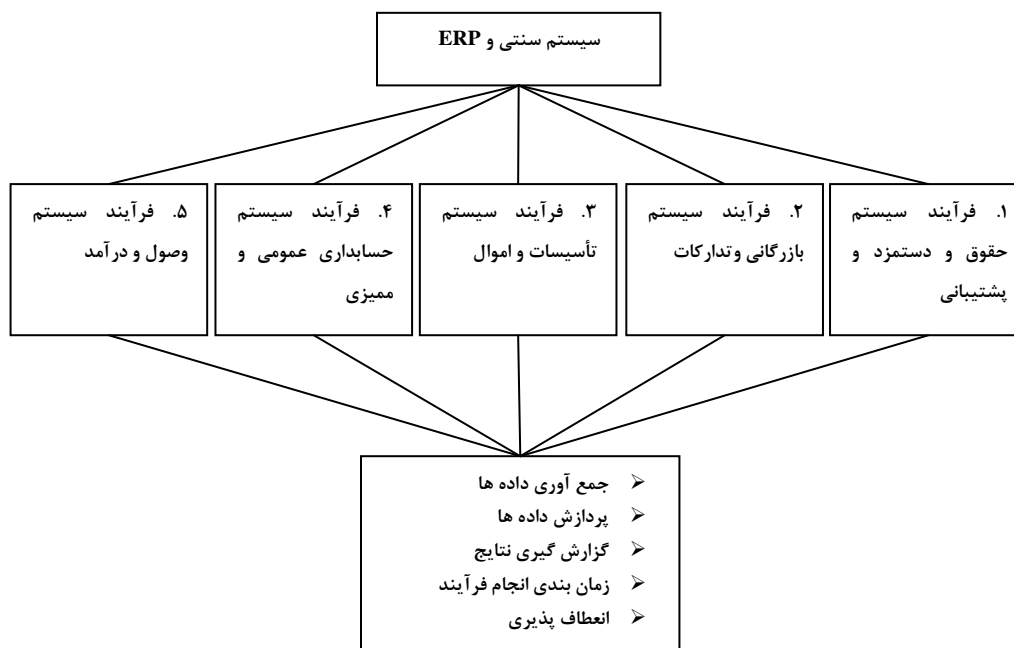 سیستم سنتی و ERP
۱. فرآیند سیستم
حقوق و دستمزد و
پشتیبانی
۲. فرآیند سیستم
بازرگانی و تدارکات
۳. فرآیند سیستم
تأسیسات و اموال
۴. فرآیند سیستم
حسابداری عمومی و
ممیزی
۵. فرآیند سیستم
وصول و درآمد
➢ جمع آوری داده ها
➢ پردازش داده ها
➢ گزارش گیری نتایج
➢ زمان بندی انجام فرآیند
➢ انعطاف پذیری